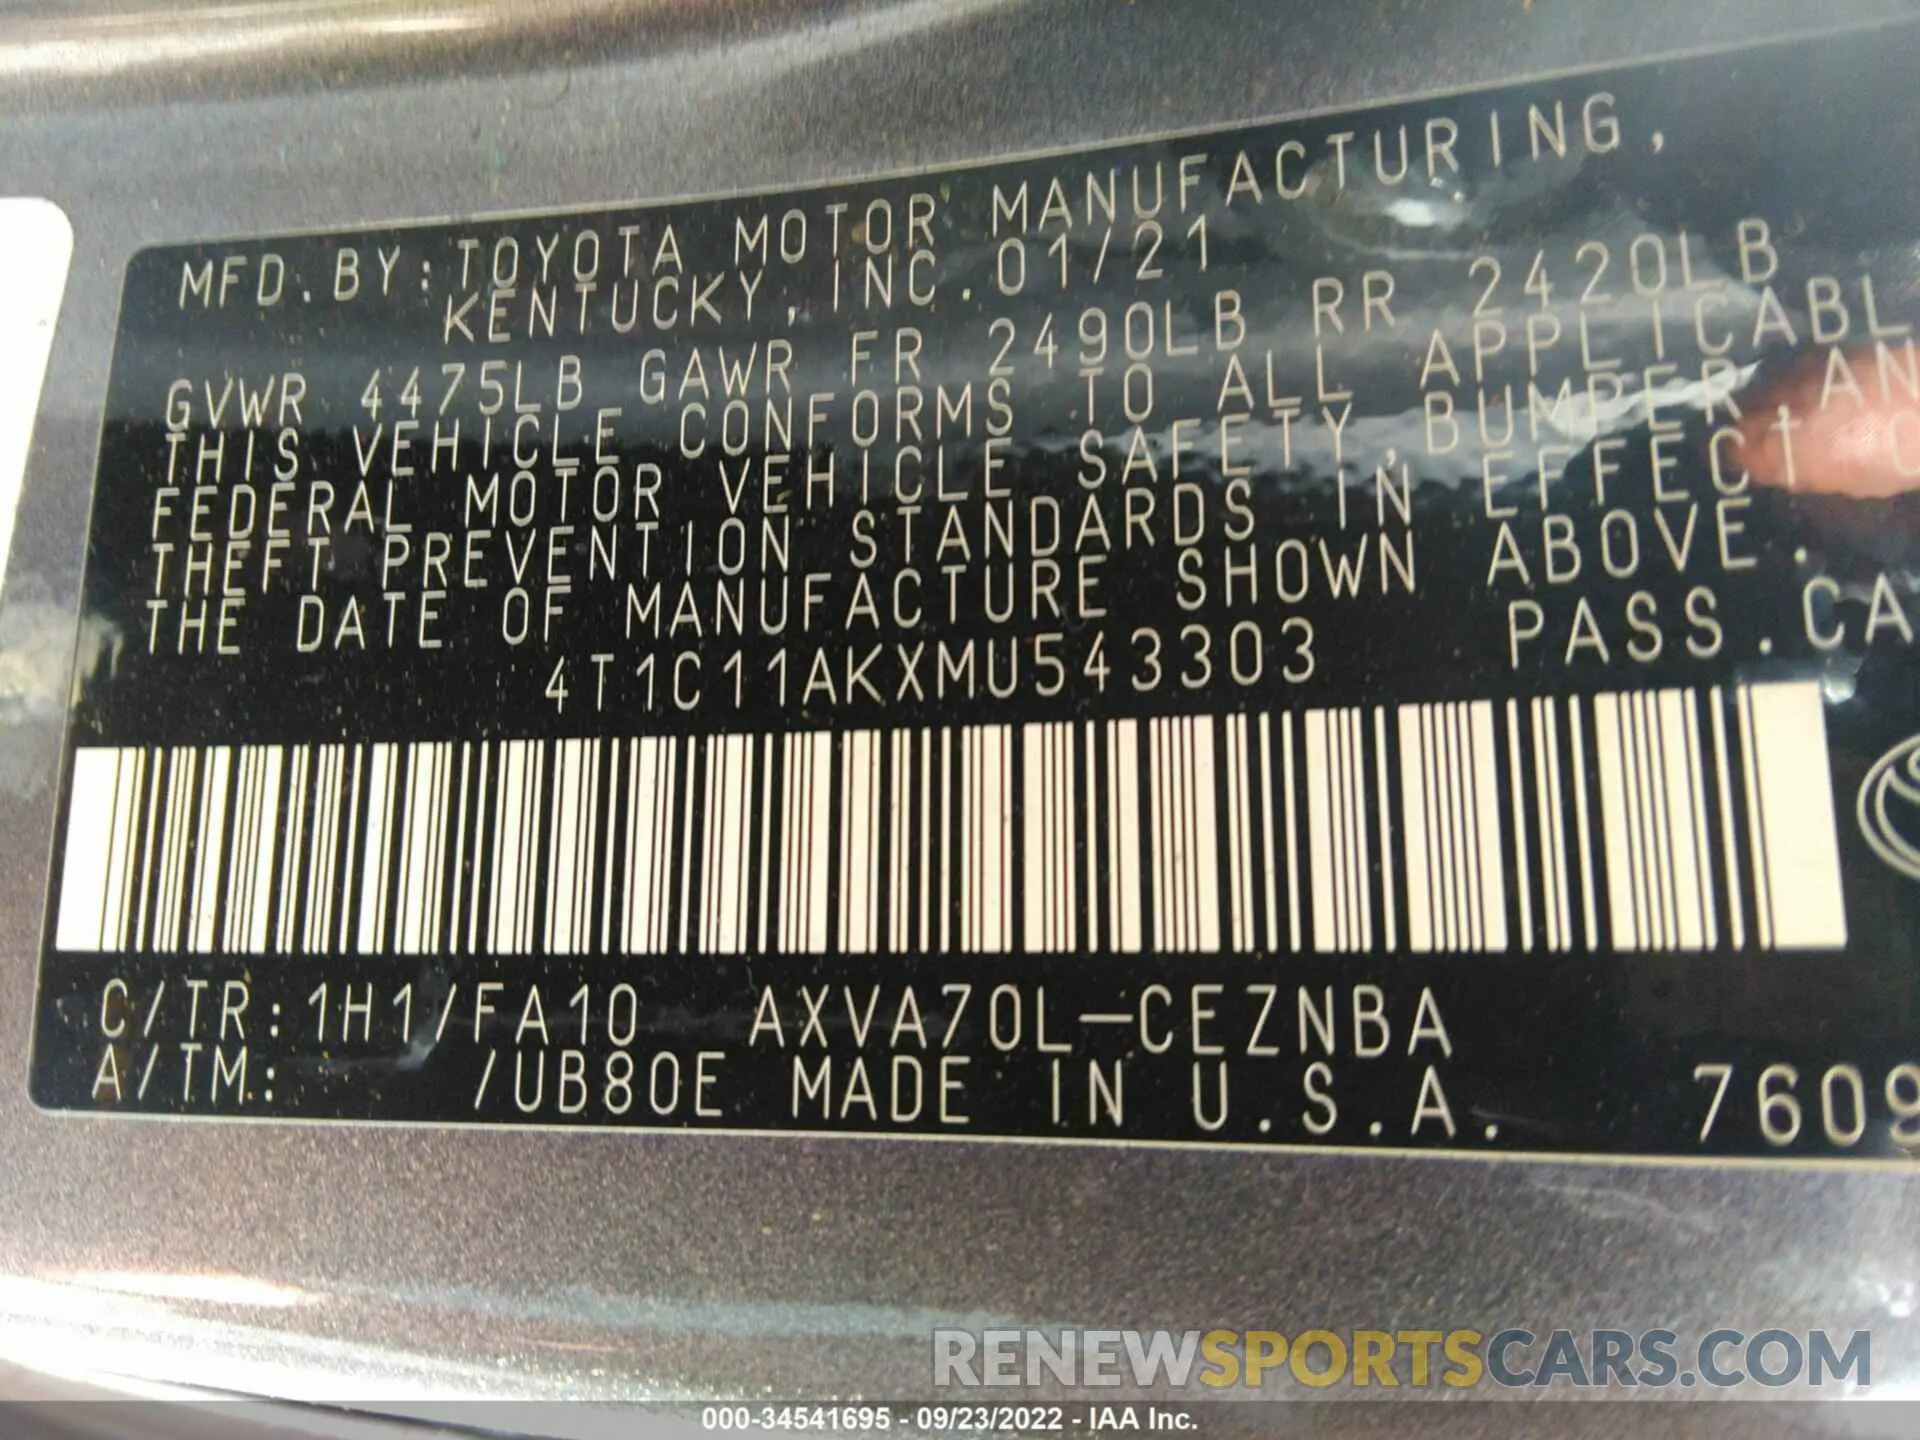 MFD. BY: TOYOTA MOTOR MANUFACTURING,
KENTUCKY, INC. 01/21
GVWR 4475LB GAWR FR 2490LB RR 2420LB
THIS VEHICLE CONFORMS TO ALL APPLICABL
FEDERAL MOTOR VEHICLE SAFETY, BUMPER, AN
THEFT PREVENTION STANDARDS IN EFFECT O
THE DATE OF MANUFACTURE SHOWN ABOVE.
4T1C11AKXMU543303 PASS.CA
C/TR: 1H1/FA10 AXVA70L-CEZNBA
A/TM: /UB80E MADE IN U.S.A. 7609
RENEWSPORTSCARS.COM
000-34541695 - 09/23/2022 - IAA Inc.